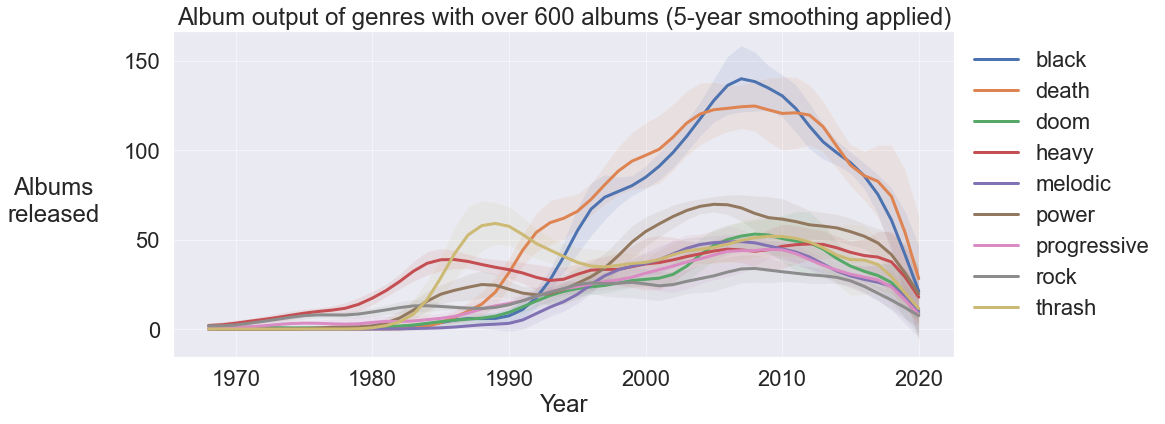 Album output of genres with over 600 albums (5-year smoothing applied)
150
100
50
0
Albums
released
1970
1980
1990
2000
2010
2020
Year
black
death
doom
heavy
melodic
power
progressive
rock
thrash